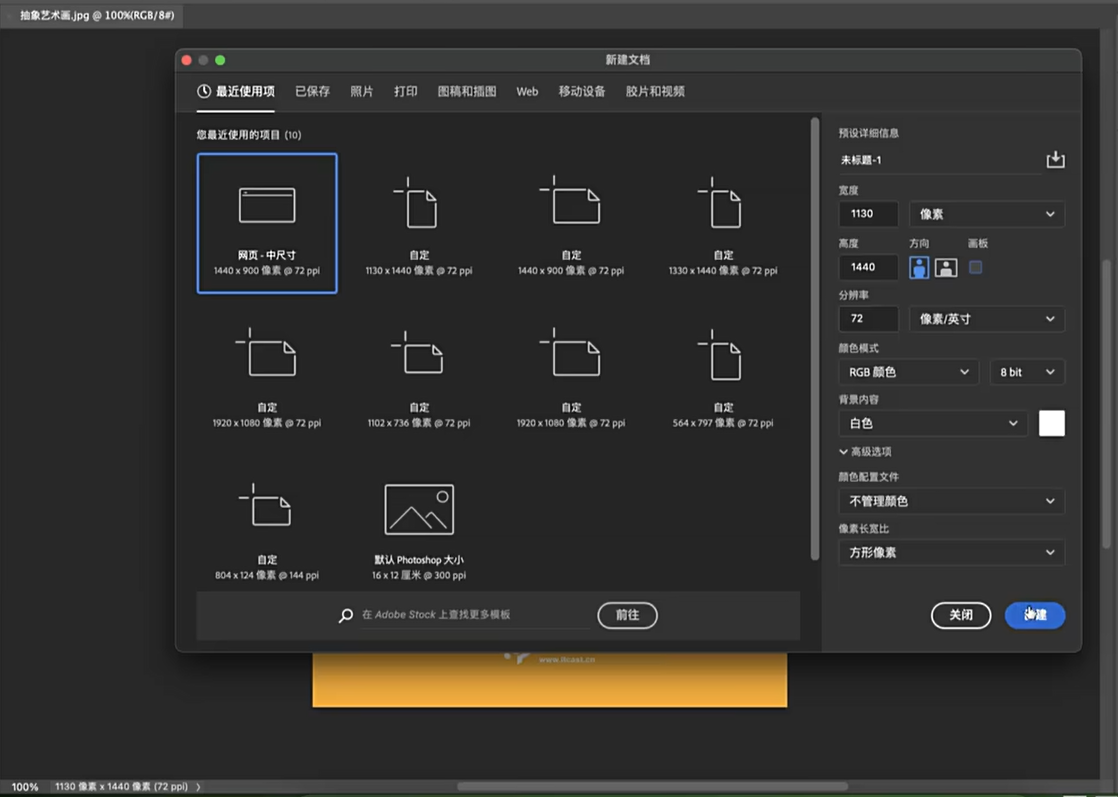 抽象艺术画.jpg @ 100%(RGB/8#)
新建文档
最近使用项 已保存 照片 打印 图稿和插图 Web 移动设备 胶片和视频
您最近使用的项目 (10)
网页 - 中尺寸
1440 x 900 像素 @ 72 ppi
自定
1130 x 1440 像素 @ 72 ppi
自定
1440 x 900 像素 @ 72 ppi
自定
1330 x 1440 像素 @ 72 ppi
自定
1920 x 1080 像素 @ 72 ppi
自定
1102 x 736 像素 @ 72 ppi
自定
1920 x 1080 像素 @ 72 ppi
自定
564 x 797 像素 @ 72 ppi
自定
804 x 124 像素 @ 144 ppi
默认 Photoshop 大小
16 x 12 厘米 @ 300 ppi
在 Adobe Stock 上查找更多模板
前往
预设详细信息
未标题-1
宽度
1130 像素
高度 方向 画板
1440
分辨率
72 像素/英寸
颜色模式
RGB 颜色 8 bit
背景内容
白色
高级选项
颜色配置文件
不管理颜色
像素长宽比
方形像素
关闭 建
www.itcast.cn
100% 1130 像素 x 1440 像素 (72 ppi)